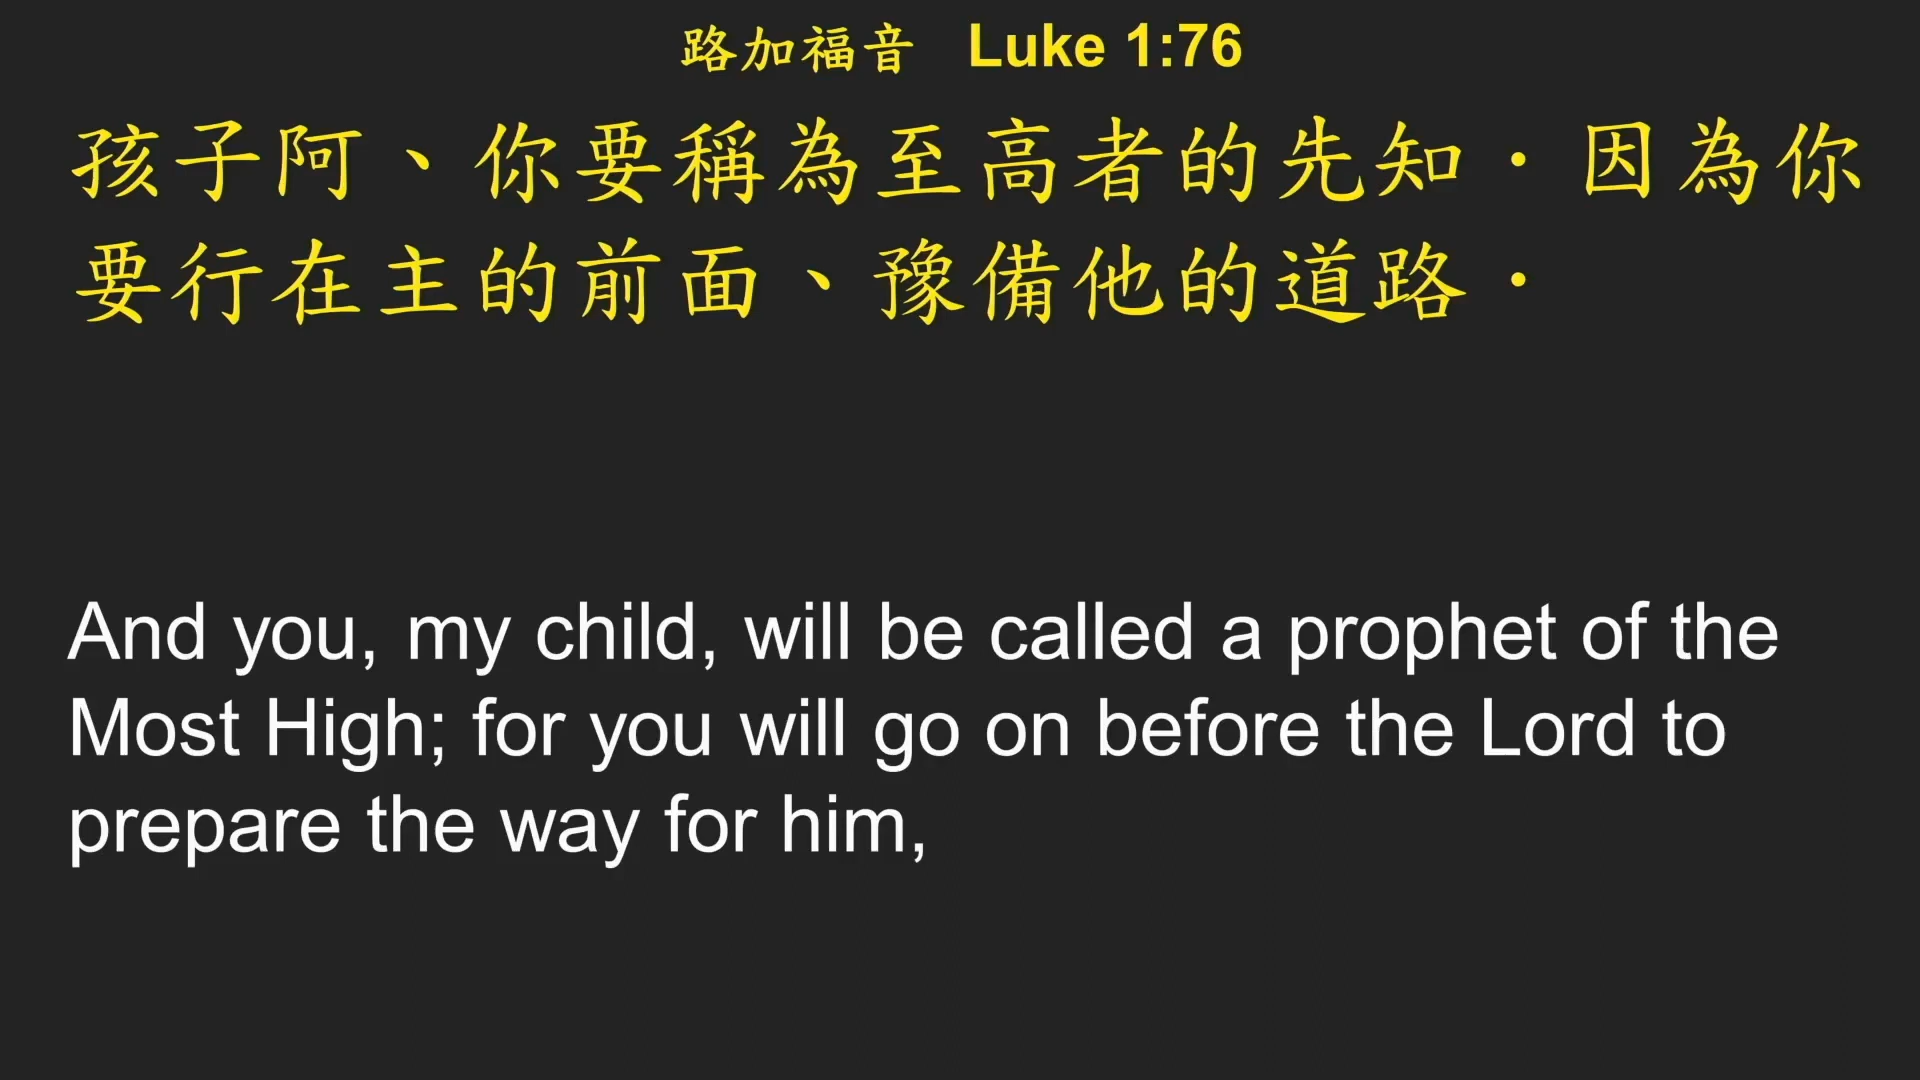 路加福音 Luke 1:76
孩子阿、你要稱為至高者的先知．因為你
要行在主的前面、豫備他的道路．
And you, my child, will be called a prophet of the
Most High; for you will go on before the Lord to
prepare the way for him,